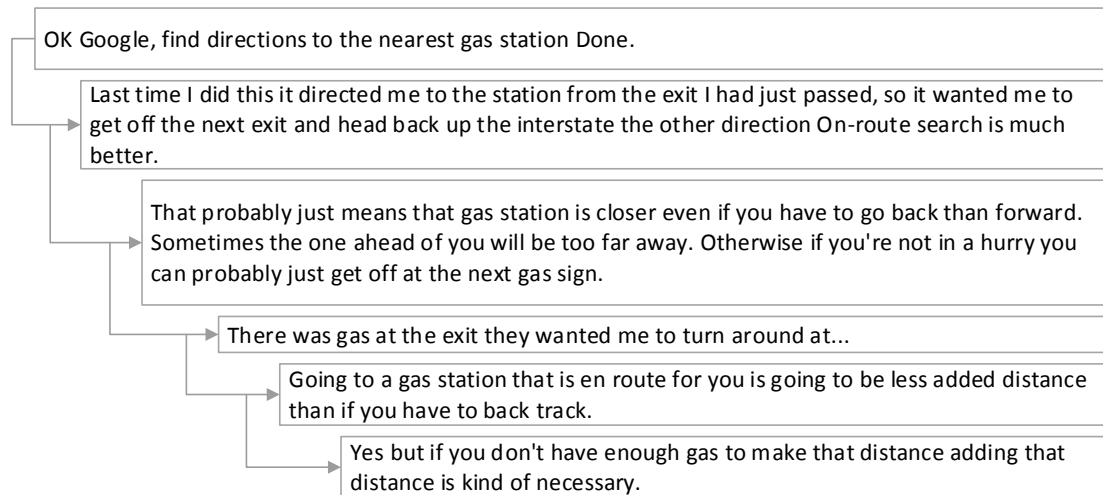 OK Google, find directions to the nearest gas station Done.
Last time I did this it directed me to the station from the exit I had just passed, so it wanted me to
get off the next exit and head back up the interstate the other direction On-route search is much
better.
That probably just means that gas station is closer even if you have to go back than forward.
Sometimes the one ahead of you will be too far away. Otherwise if you're not in a hurry you
can probably just get off at the next gas sign.
There was gas at the exit they wanted me to turn around at...
Going to a gas station that is en route for you is going to be less added distance
than if you have to back track.
Yes but if you don't have enough gas to make that distance adding that
distance is kind of necessary.